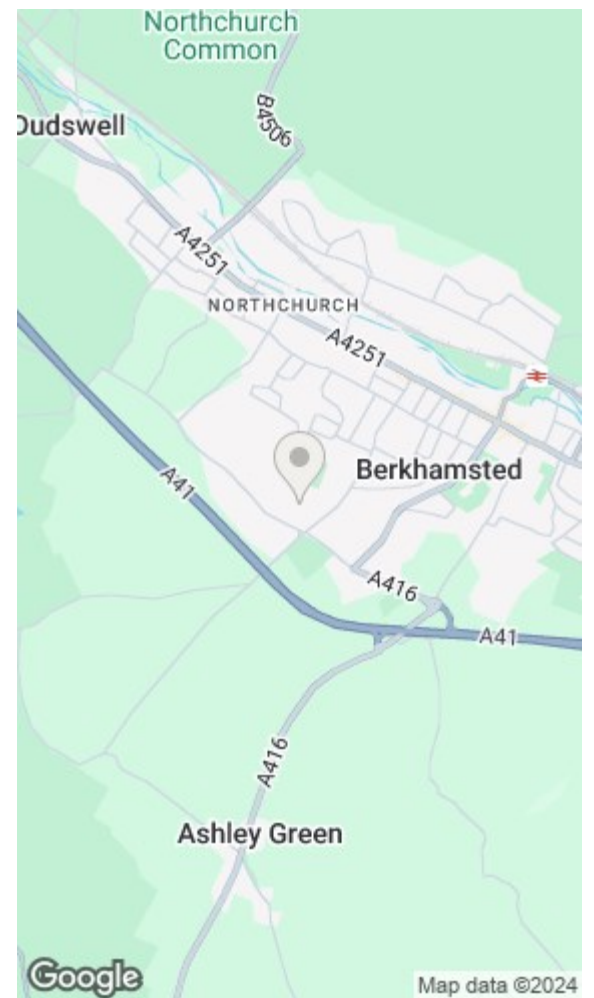 Northchurch
Common
B4506
Dudswell
A4251
NORTHCHURCH
A4251
Berkhamsted
A41
A416
A41
A416
Ashley Green
Google
Map data ©2024